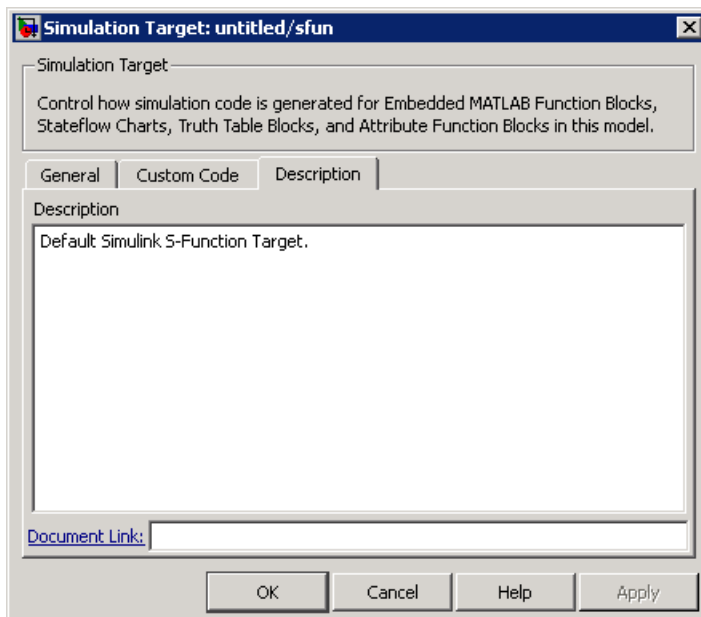 Simulation Target: untitled/sfun
Simulation Target
Control how simulation code is generated for Embedded MATLAB Function Blocks,
Stateflow Charts, Truth Table Blocks, and Attribute Function Blocks in this model.
General Custom Code Description
Description
Default Simulink S-Function Target.
Document Link:
OK Cancel Help Apply